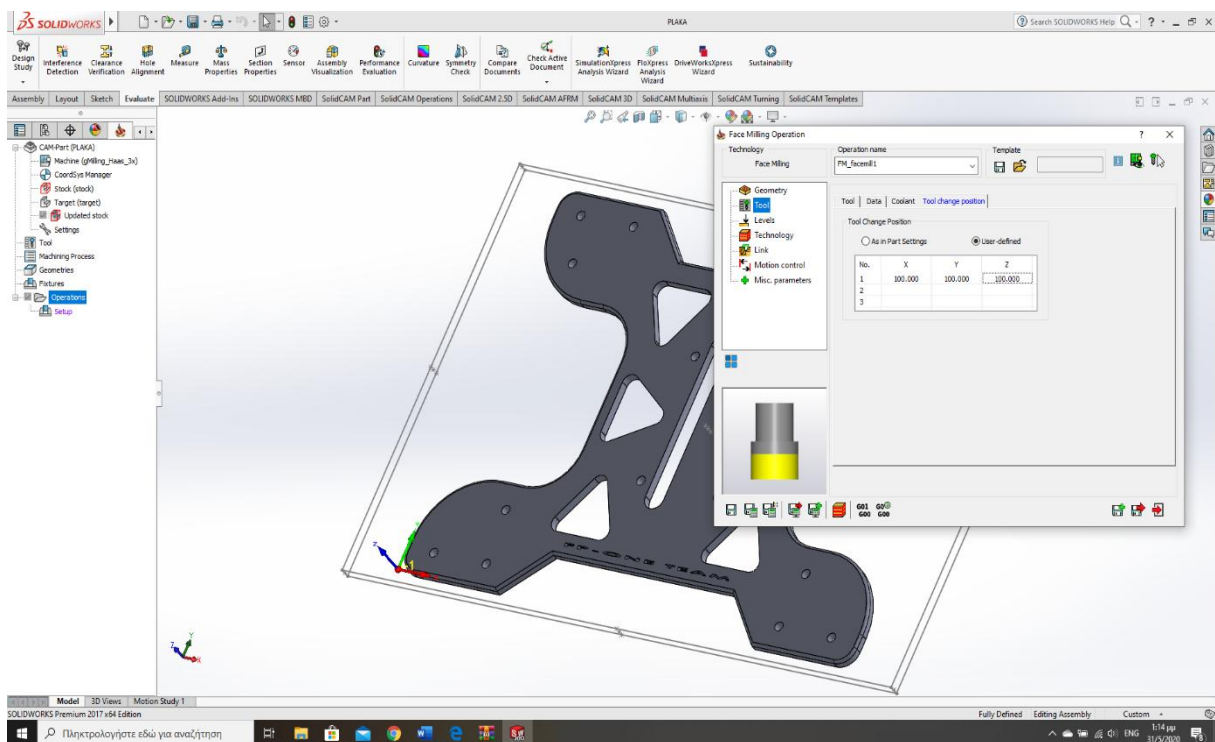 SOLIDWORKS
PLAKA
Search SOLIDWORKS Help
Design Study
Interference Detection
Clearance Verification
Hole Alignment
Measure
Mass Properties
Section Properties
Sensor
Assembly Visualization
Performance Evaluation
Curvature
Symmetry Check
Compare Documents
Check Active Document
SimulationXpress Analysis Wizard
FloXpress Analysis Wizard
DriveWorksXpress Wizard
Sustainability
Assembly Layout Sketch Evaluate SOLIDWORKS Add-Ins SOLIDWORKS MBD SolidCAM Part SolidCAM Operations SolidCAM 2.5D SolidCAM AFRM SolidCAM 3D SolidCAM Multiaxis SolidCAM Turning SolidCAM Templates
CAM-Part (PLAKA)
Machine (gMilling_Haas_3x)
CoordSys Manager
Stock (stock)
Target (target)
Updated stock
Settings
Tool
Machining Process
Geometries
Fixtures
Operations
Setup
Face Milling Operation
Technology
Face Milling
Operation name
FM_facemill1
Template
Geometry
Tool
Levels
Technology
Link
Motion control
Misc. parameters
Tool Data Coolant Tool change position
Tool Change Position
As in Part Settings User-defined
No. X Y Z
1 100.000 100.000 100.000
2
3
G01 G00
G00 G00
PP-ONE TEAM
1
Z Y X
Model 3D Views Motion Study 1
SOLIDWORKS Premium 2017 x64 Edition
Fully Defined Editing Assembly Custom
Πληκτρολογήστε εδώ για αναζήτηση
ENG
1:14 μμ
31/5/2020